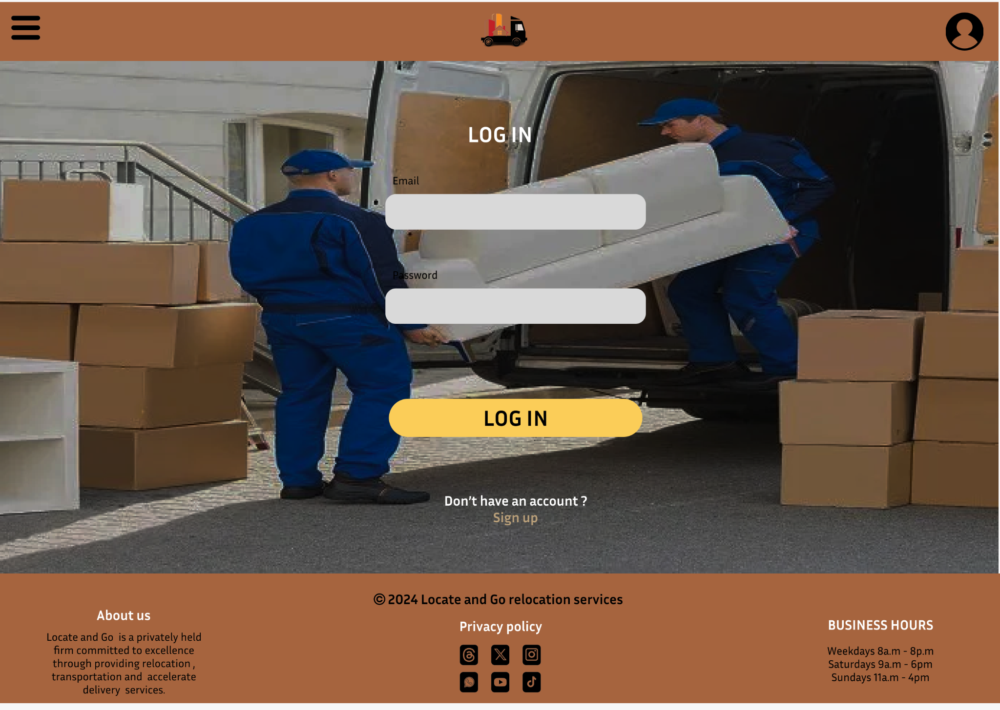 LOG IN
Email
Password
LOG IN
Don’t have an account ?
Sign up
© 2024 Locate and Go relocation services
About us
Locate and Go  is a privately held
firm committed to excellence
through providing relocation ,
transportation and  accelerate
delivery  services.
Privacy policy
BUSINESS HOURS
Weekdays 8a.m - 8p.m
Saturdays 9a.m - 6pm
Sundays 11a.m - 4pm